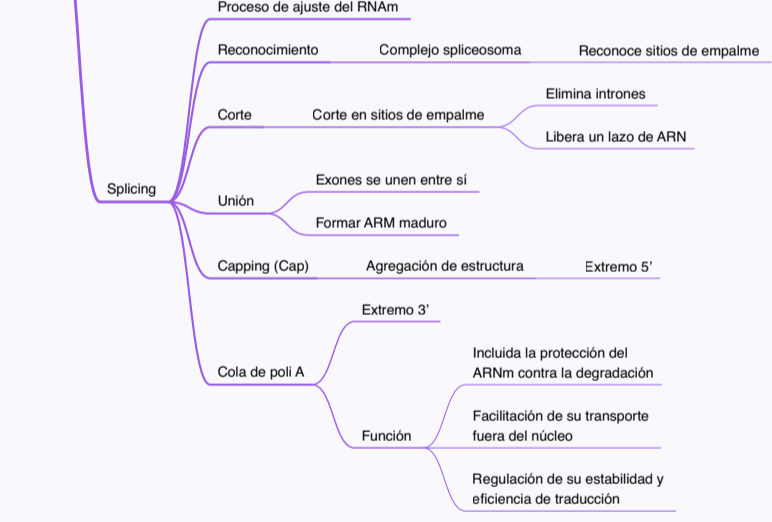 Proceso de ajuste del RNAm
Reconocimiento
Complejo spliceosoma
Reconoce sitios de empalme
Corte
Corte en sitios de empalme
Elimina intrones
Libera un lazo de ARN
Splicing
Unión
Exones se unen entre sí
Formar ARM maduro
Capping (Cap)
Agregación de estructura
Extremo 5’
Cola de poli A
Extremo 3’
Función
Incluida la protección del
ARNm contra la degradación
Facilitación de su transporte
fuera del núcleo
Regulación de su estabilidad y
eficiencia de traducción